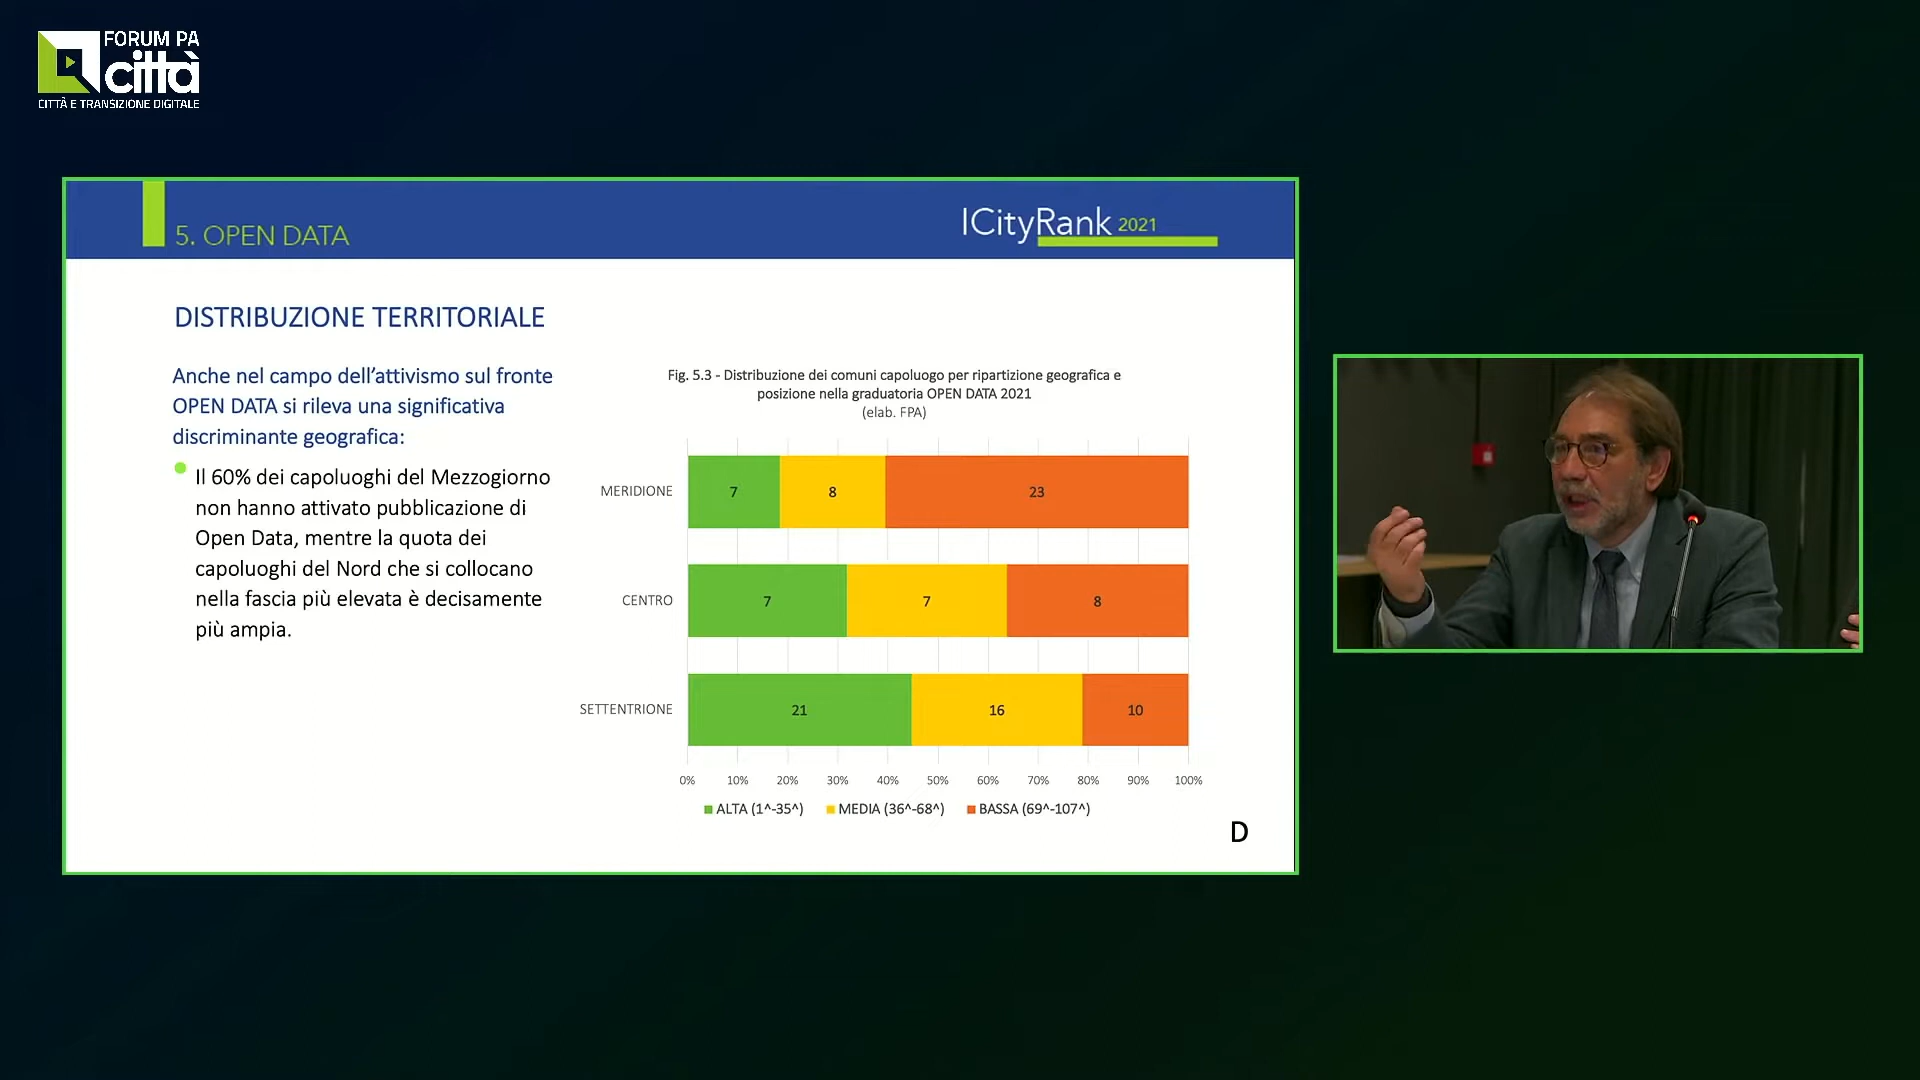 FORUM PA
città
CITTÀ E TRANSIZIONE DIGITALE
5. OPEN DATA
ICityRank 2021
DISTRIBUZIONE TERRITORIALE
Anche nel campo dell’attivismo sul fronte
OPEN DATA si rileva una significativa
discriminante geografica:
Il 60% dei capoluoghi del Mezzogiorno
non hanno attivato pubblicazione di
Open Data, mentre la quota dei
capoluoghi del Nord che si collocano
nella fascia più elevata è decisamente
più ampia.
Fig. 5.3 - Distribuzione dei comuni capoluogo per ripartizione geografica e
posizione nella graduatoria OPEN DATA 2021
(elab. FPA)
MERIDIONE 7 8 23
CENTRO 7 7 8
SETTENTRIONE 21 16 10
0% 10% 20% 30% 40% 50% 60% 70% 80% 90% 100%
ALTA (1^-35^) MEDIA (36^-68^) BASSA (69^-107^)
D